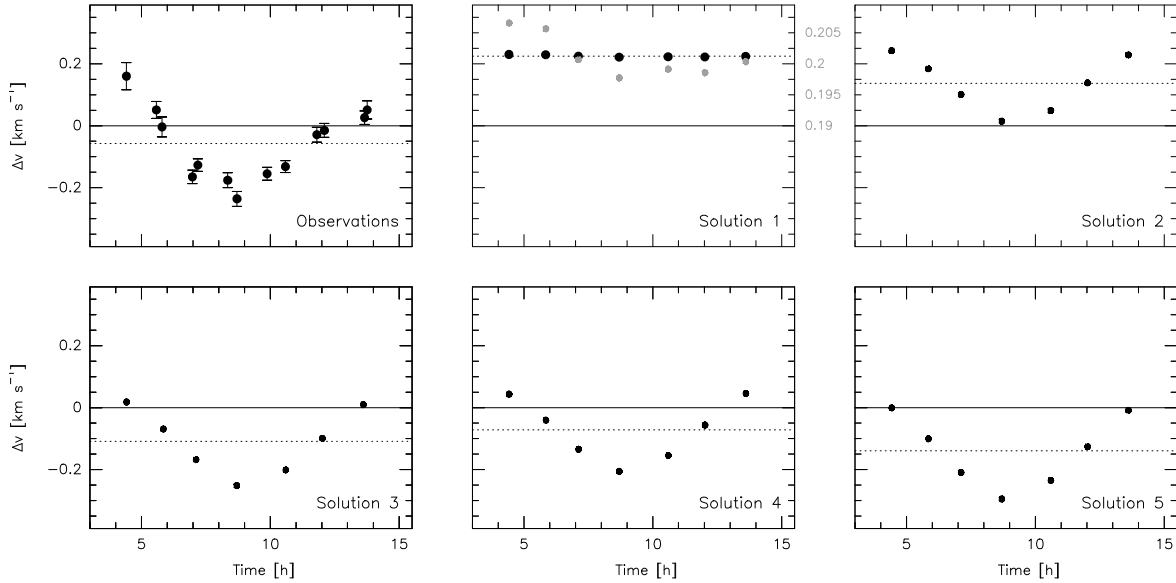 Δv [km s⁻¹]
0.2
0
−0.2
Observations
Solution 1
0.205
0.2
0.195
0.19
Solution 2
Δv [km s⁻¹]
0.2
0
−0.2
Solution 3
Solution 4
Solution 5
5 10 15
5 10 15
5 10 15
Time [h]
Time [h]
Time [h]